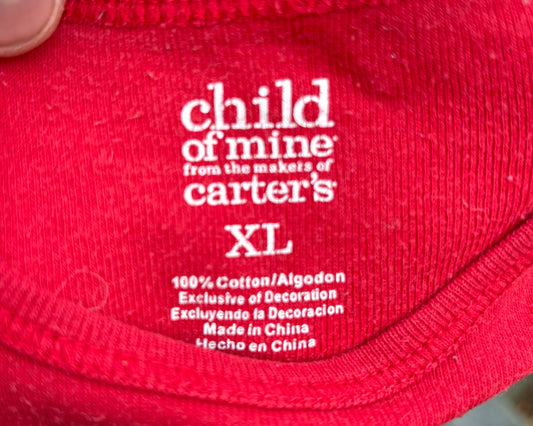 child
of mine
from the makers of
carter's
XL
100% Cotton/Algodon
Exclusive of Decoration
Excluyendo la Decoracion
Made in China
Hecho en China